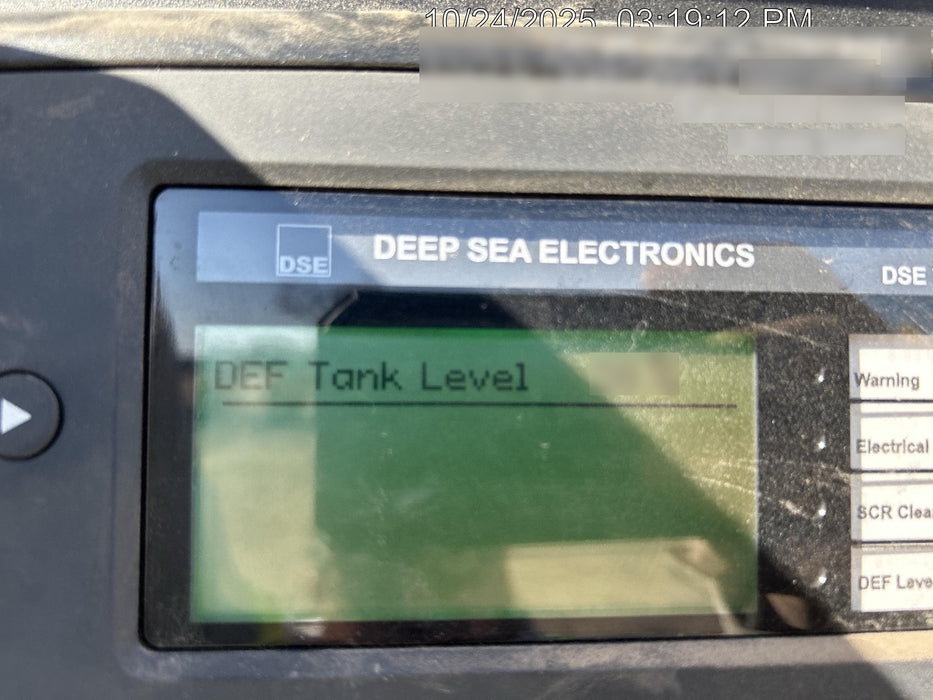 10/24/2025, 03:19:12 PM
DSE
DEEP SEA ELECTRONICS
DSE
DEF Tank Level
Warning
Electrical
SCR Clea
DEF Leve